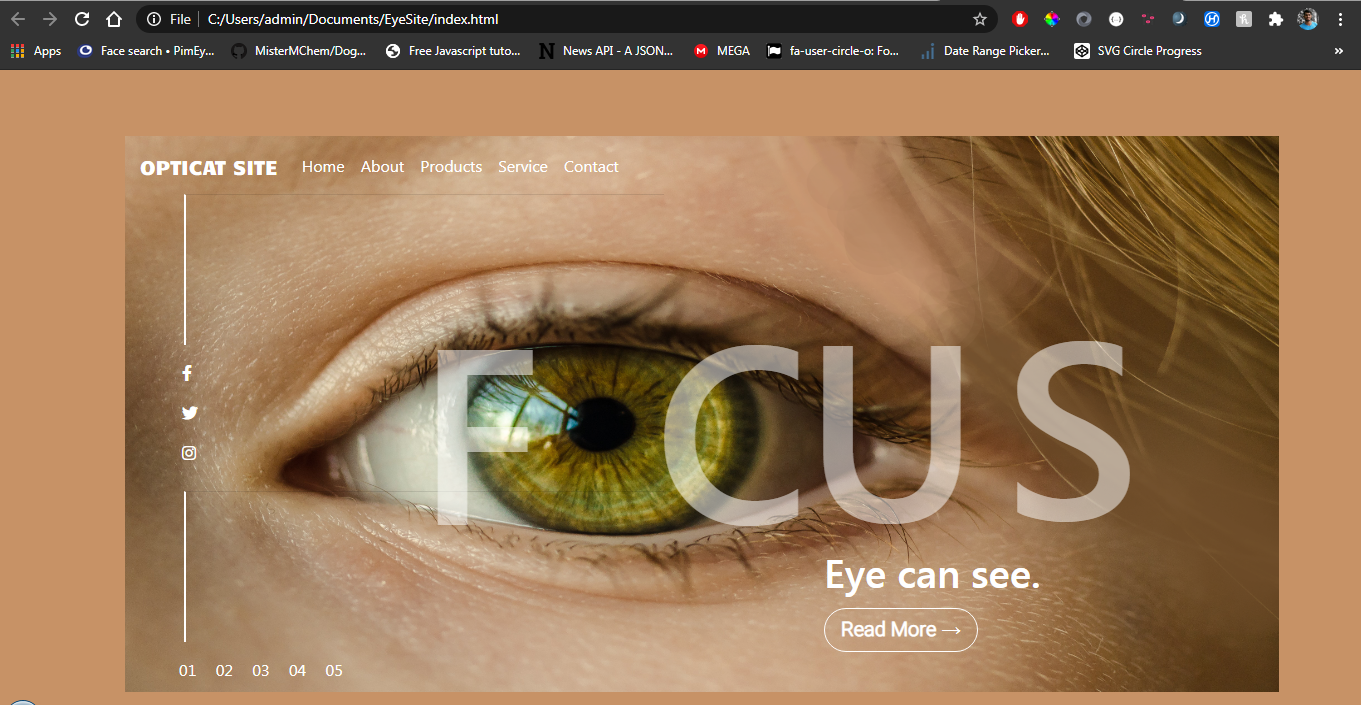 File C:/Users/admin/Documents/EyeSite/index.html
Apps Face search • PimEy... MisterMChem/Dog... Free Javascript tuto... News API - A JSON... MEGA fa-user-circle-o: Fo... Date Range Picker... SVG Circle Progress »
OPTICAT SITE Home About Products Service Contact
F CUS
Eye can see.
Read More →
01 02 03 04 05